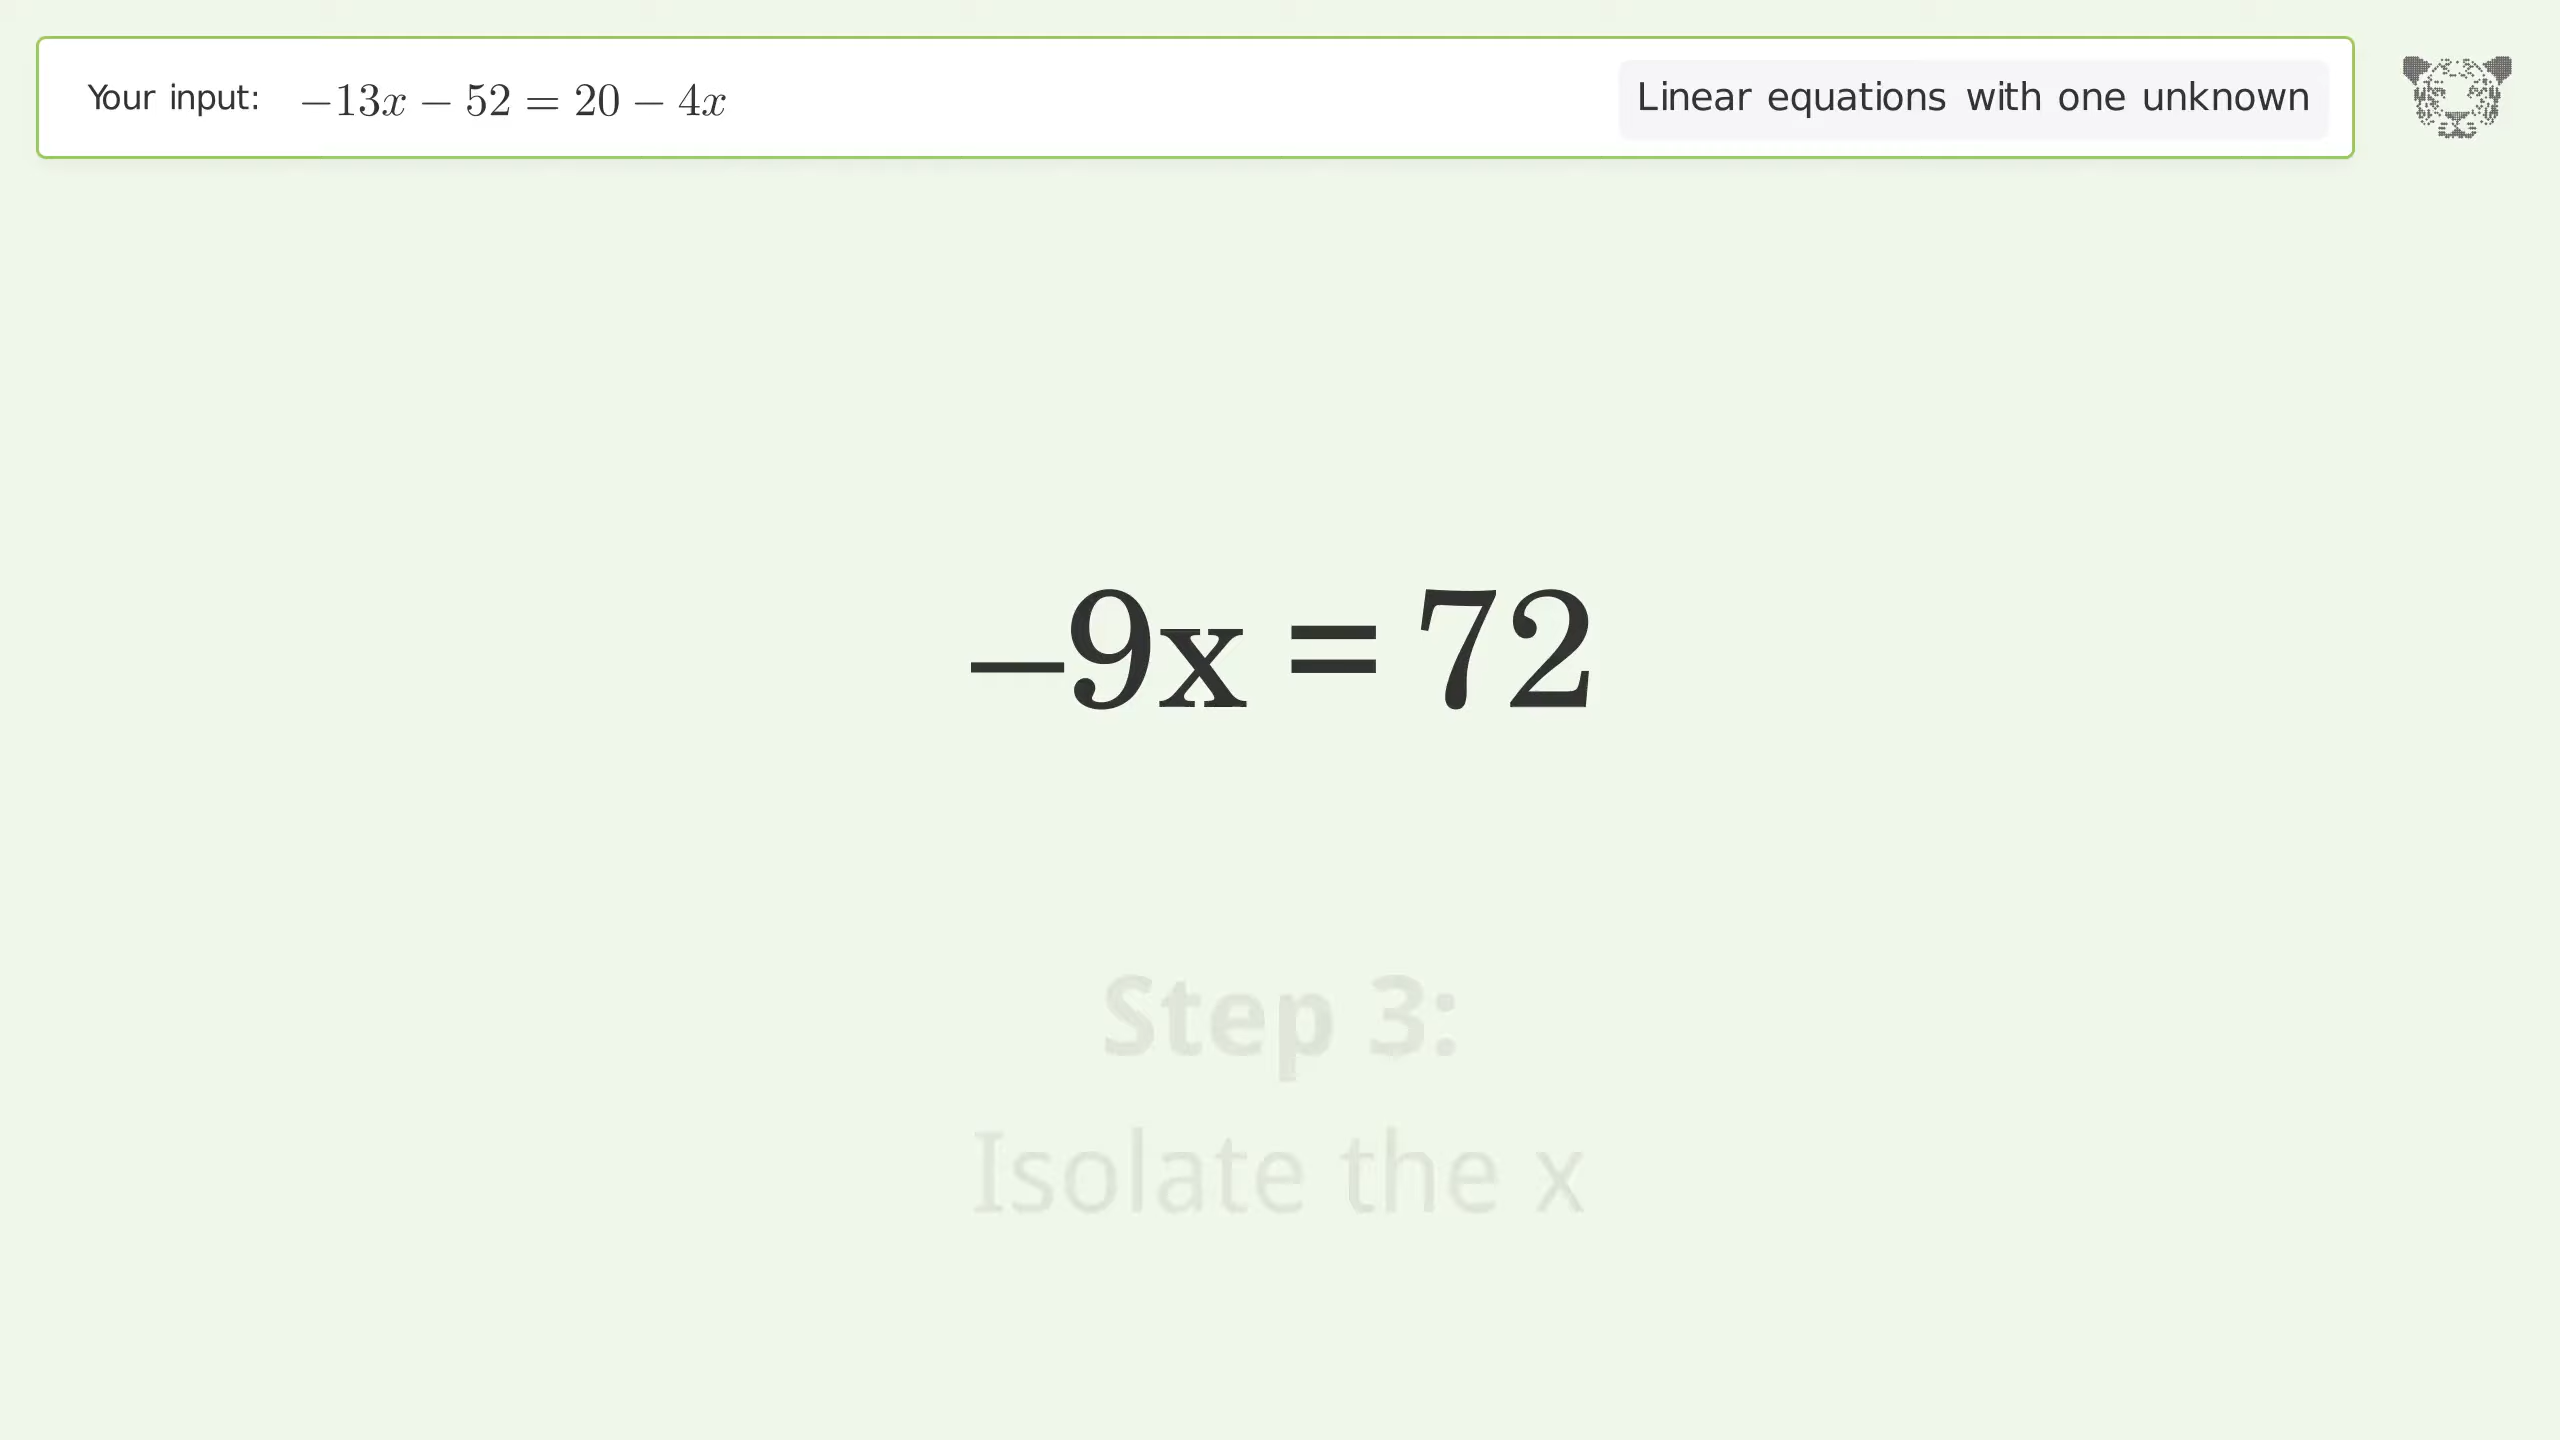 Your input: −13x − 52 = 20 − 4x
Linear equations with one unknown
−9x = 72
Step 3:
Isolate the x